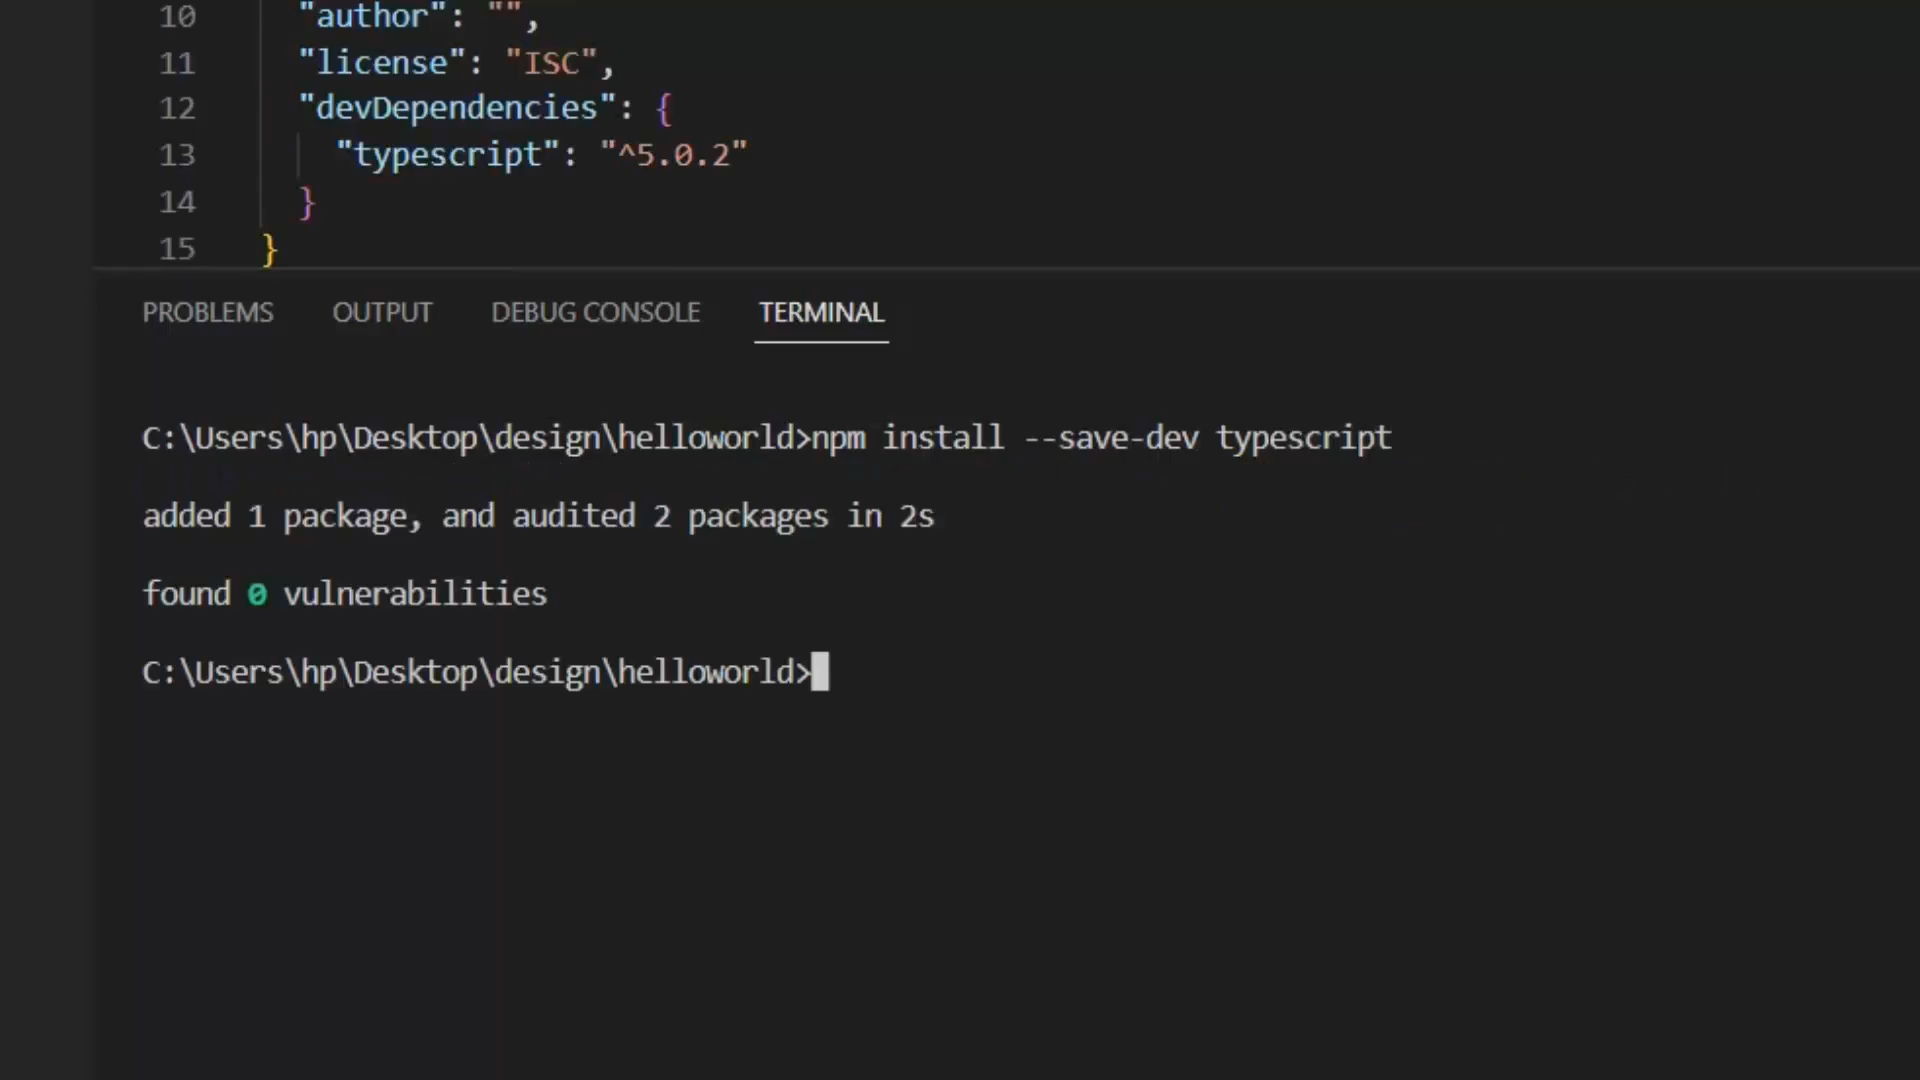 10 "author": "",
11 "license": "ISC",
12 "devDependencies": {
13 "typescript": "^5.0.2"
14 }
15 }
PROBLEMS OUTPUT DEBUG CONSOLE TERMINAL
C:\Users\hp\Desktop\design\helloworld>npm install --save-dev typescript
added 1 package, and audited 2 packages in 2s
found 0 vulnerabilities
C:\Users\hp\Desktop\design\helloworld>